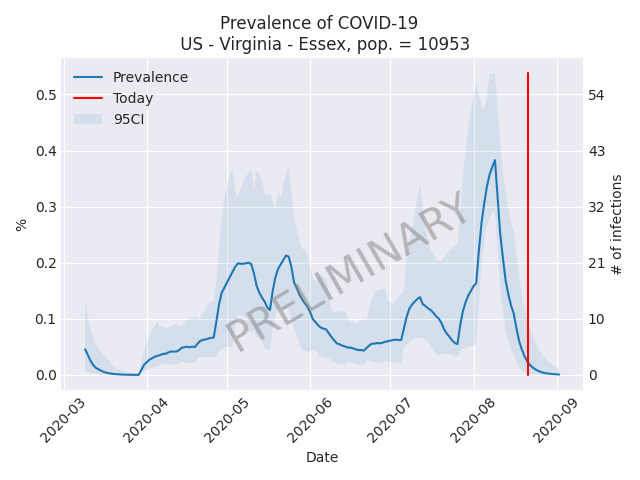 Prevalence of COVID-19
US - Virginia - Essex, pop. = 10953
Prevalence
Today
95CI
PRELIMINARY
%
0.5
0.4
0.3
0.2
0.1
0.0
54
43
32
21
10
0
# of infections
2020-03
2020-04
2020-05
2020-06
2020-07
2020-08
2020-09
Date